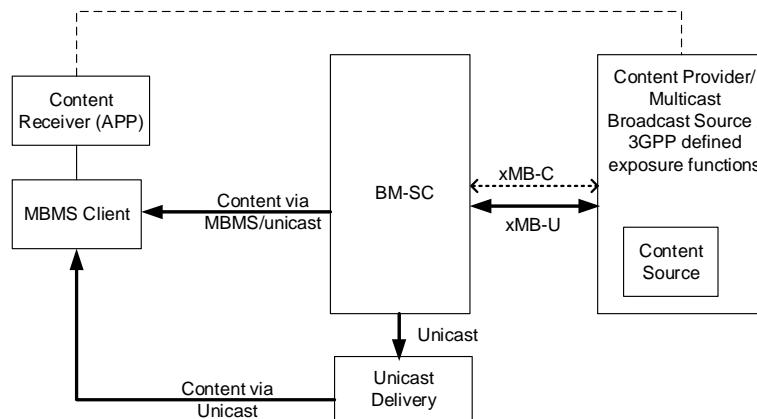 Content
Receiver (APP)
MBMS Client
Content via
MBMS/unicast
BM-SC
xMB-C
xMB-U
Content Provider/
Multicast
Broadcast Source
3GPP defined
exposure functions
Content
Source
Unicast
Unicast
Delivery
Content via
Unicast